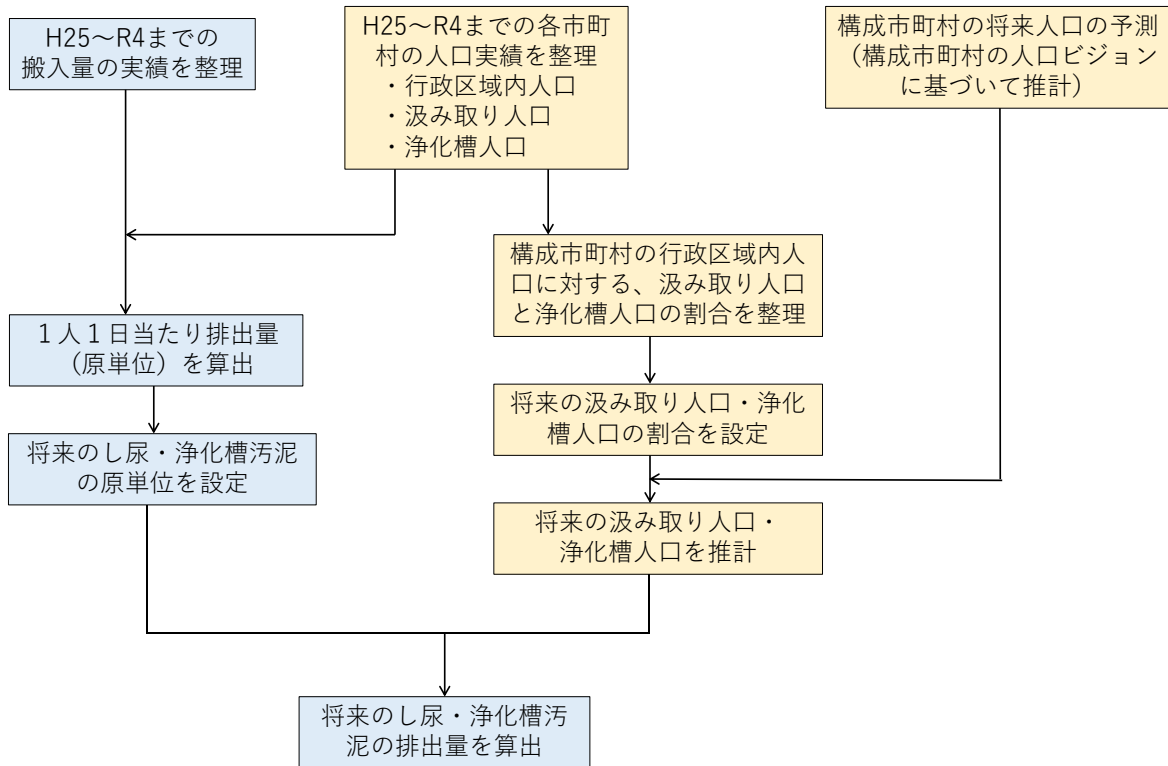 H25～R4までの
搬入量の実績を整理
H25～R4までの各市町
村の人口実績を整理
・行政区域内人口
・汲み取り人口
・浄化槽人口
構成市町村の将来人口の予測
（構成市町村の人口ビジョン
に基づいて推計）
構成市町村の行政区域内人
口に対する、汲み取り人口
と浄化槽人口の割合を整理
１人１日当たり排出量
（原単位）を算出
将来の汲み取り人口・浄化
槽人口の割合を設定
将来のし尿・浄化槽汚泥
の原単位を設定
将来の汲み取り人口・
浄化槽人口を推計
将来のし尿・浄化槽汚
泥の排出量を算出